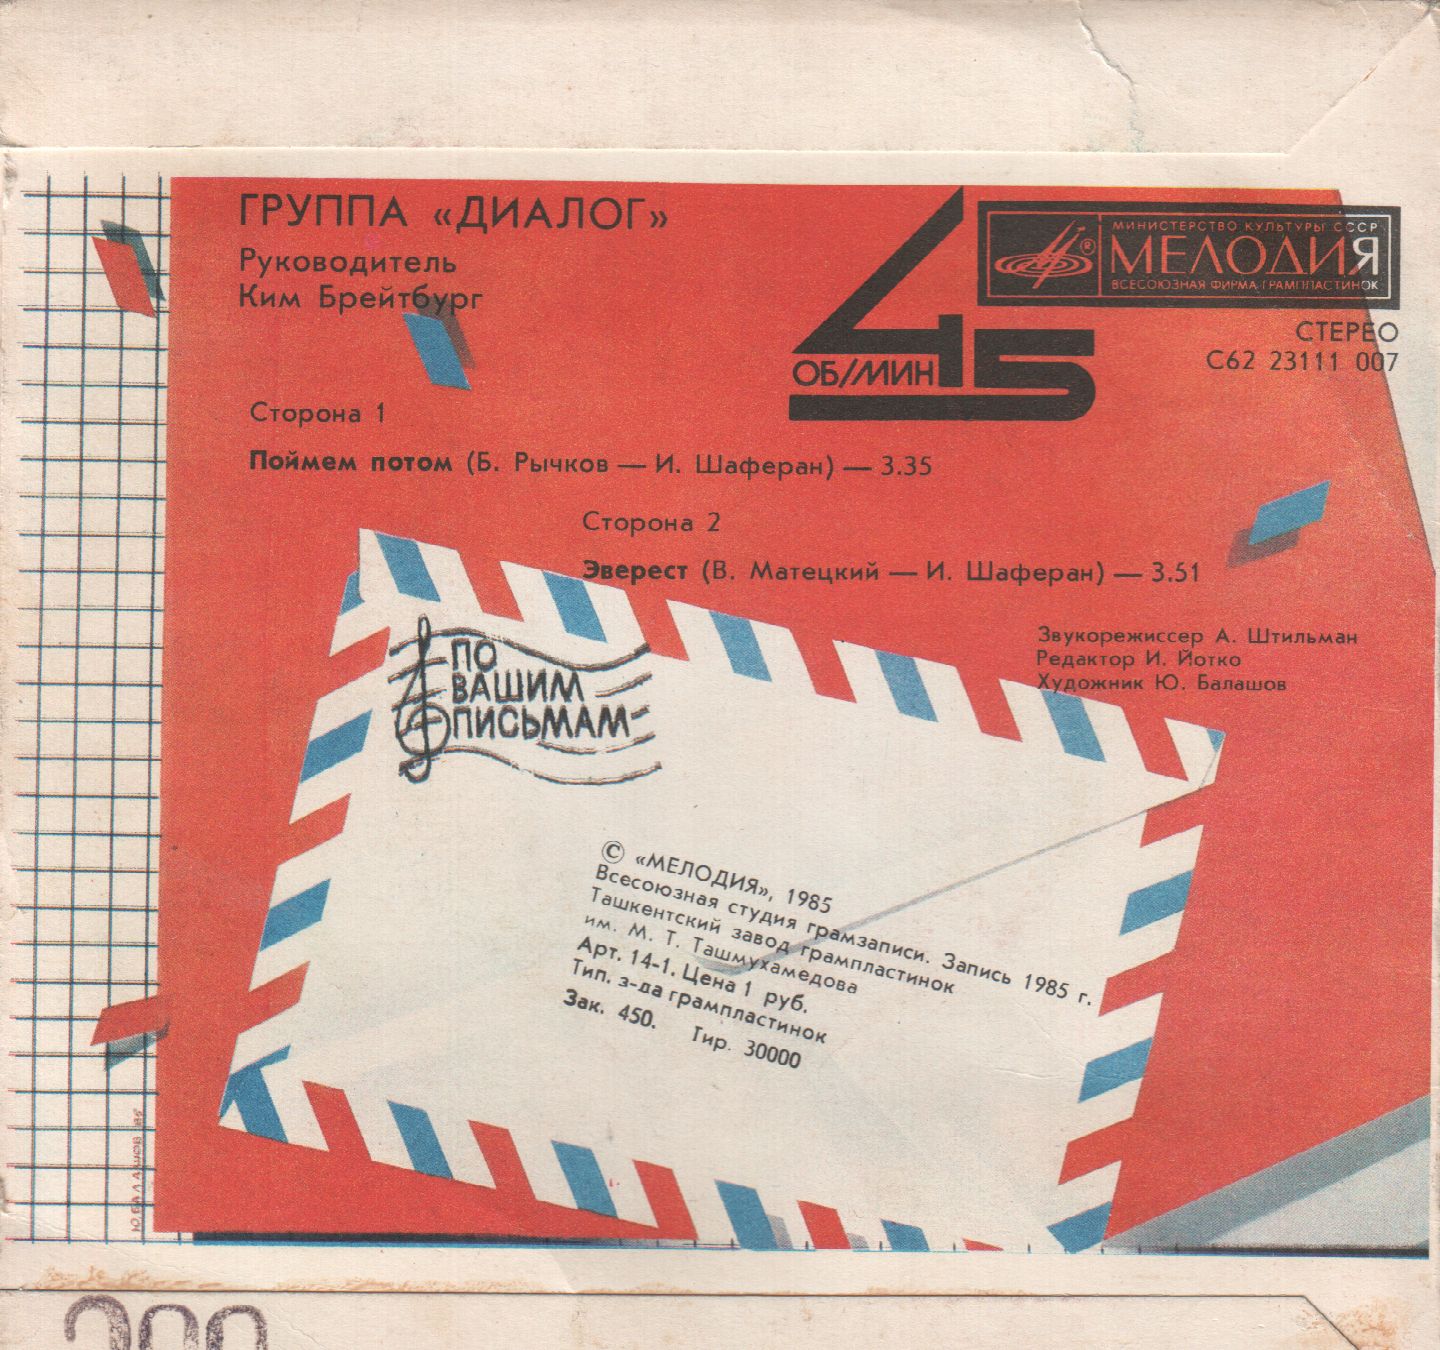 ГРУППА «ДИАЛОГ»
Руководитель
Ким Брейтбург
45
ОБ/МИН
МИНИСТЕРСТВО КУЛЬТУРЫ СССР
® МЕЛОДИЯ
ВСЕСОЮЗНАЯ ФИРМА ГРАМПЛАСТИНОК
СТЕРЕО
С62 23111 007
Сторона 1
Поймем потом (Б. Рычков — И. Шаферан) — 3.35
Сторона 2
Эверест (В. Матецкий — И. Шаферан) — 3.51
Звукорежиссер А. Штильман
Редактор И. Йотко
Художник Ю. Балашов
ПО
ВАШИМ
ПИСЬМАМ
© «МЕЛОДИЯ», 1985
Всесоюзная студия грамзаписи. Запись 1985 г.
Ташкентский завод грампластинок
им. М. Т. Ташмухамедова
Арт. 14-1. Цена 1 руб.
Тип. з-да грампластинок
Зак. 450. Тир. 30000
Ю.БАЛАШОВ 85